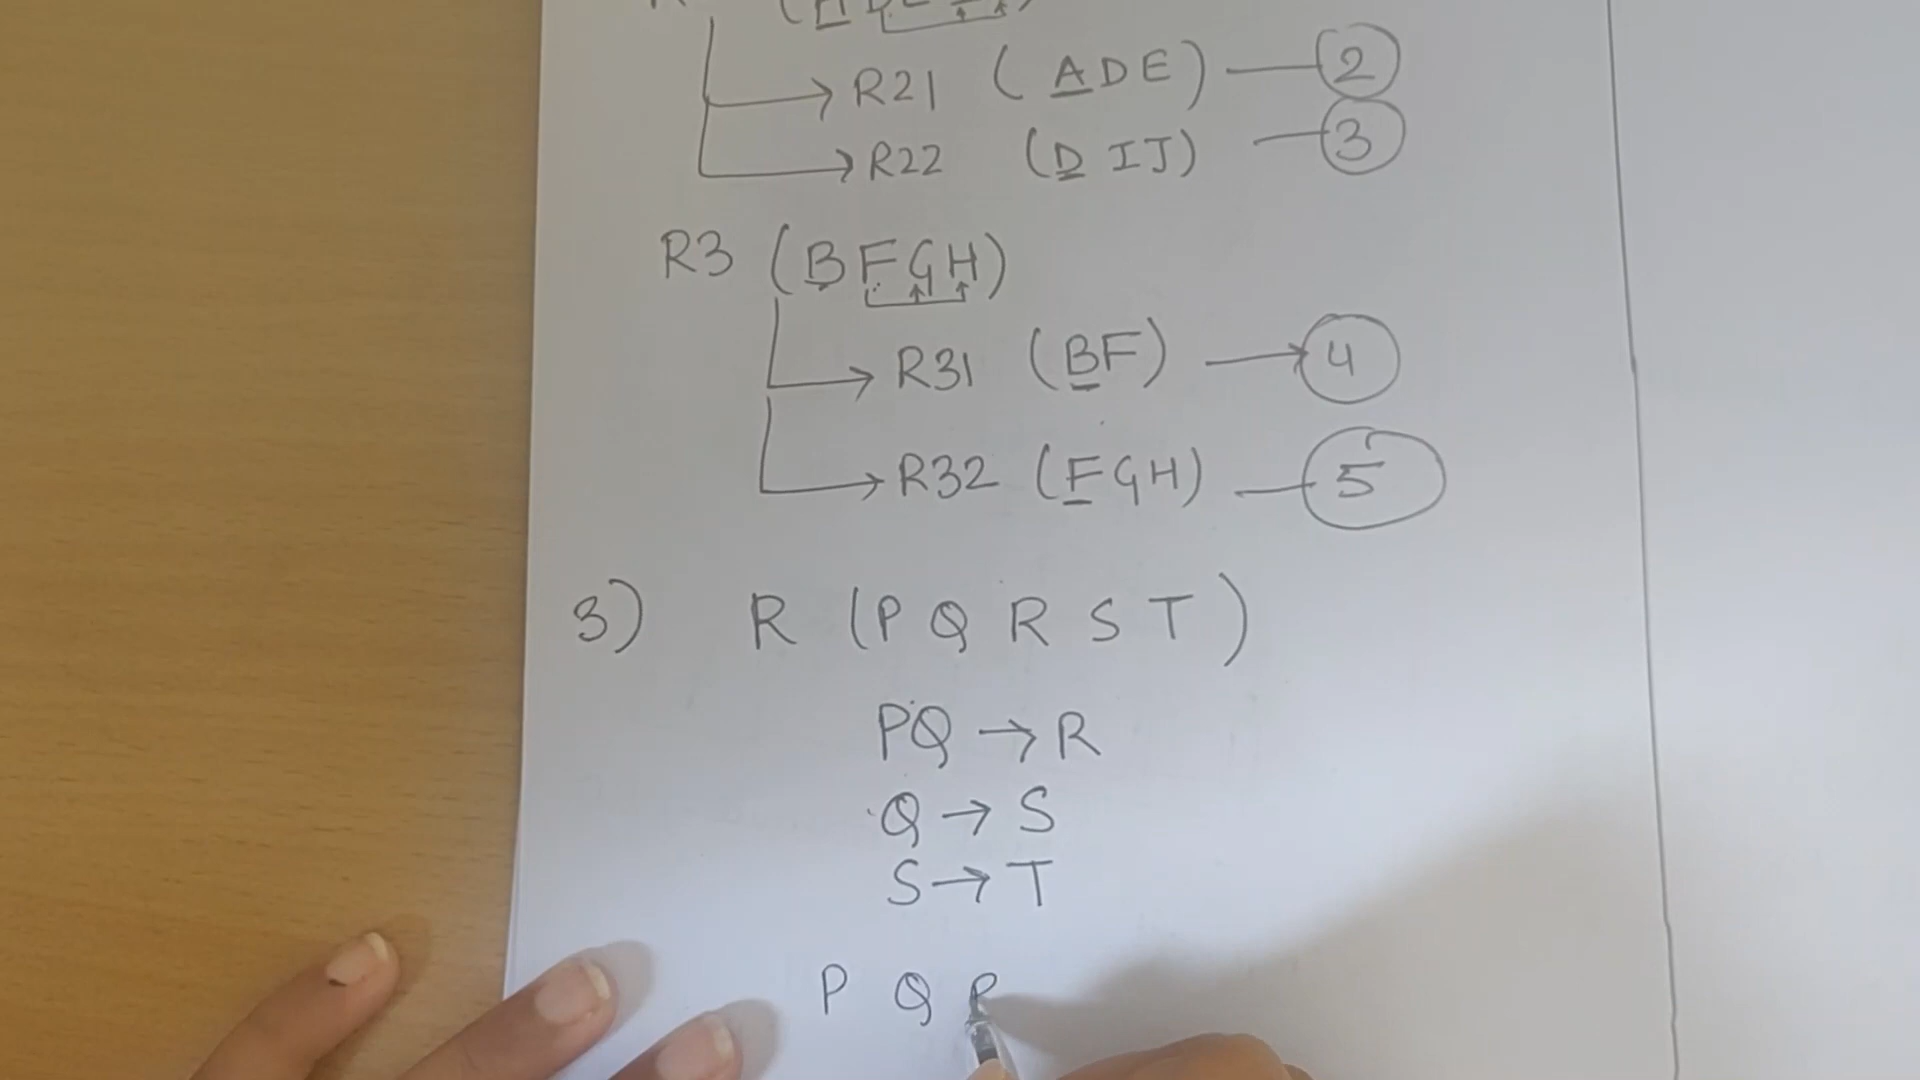 R21 (ADE) — 2
R22 (D IJ) — 3
R3 (BFGH)
R31 (BF) → 4
R32 (FGH) — 5
3) R (P Q R S T)
PQ → R
Q → S
S → T
P Q R